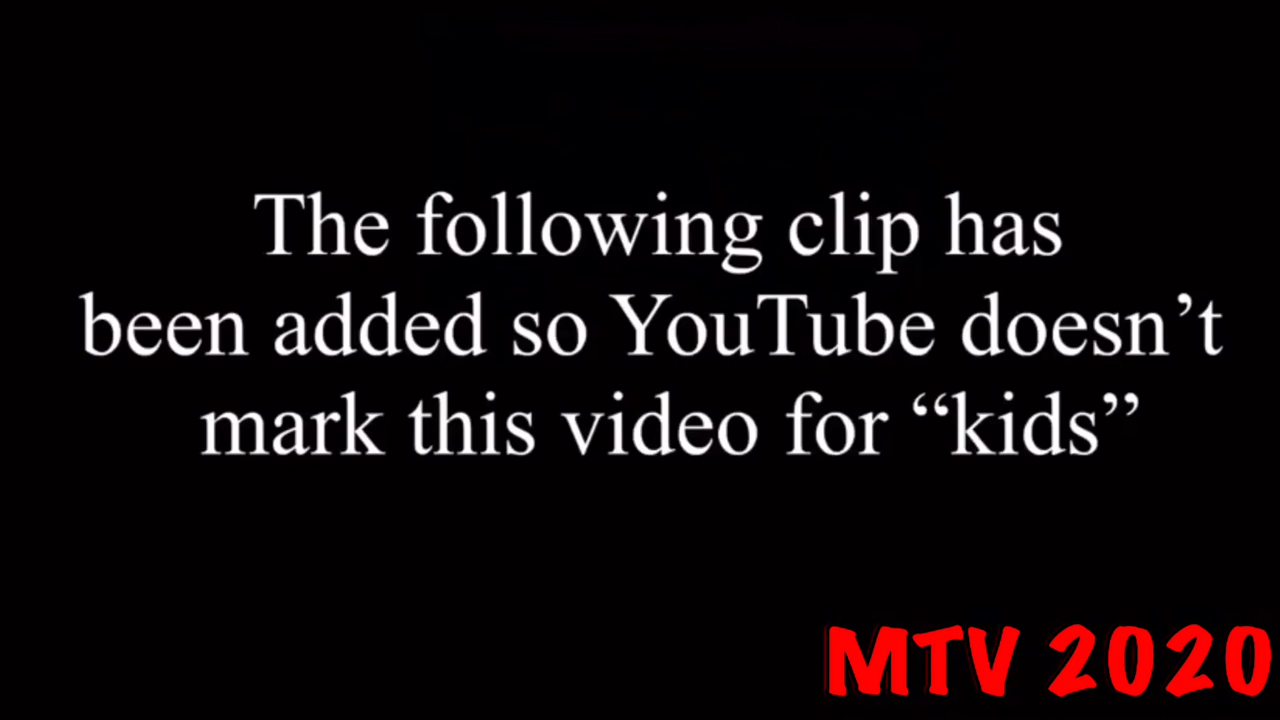 The following clip has
been added so YouTube doesn’t
mark this video for “kids”
MTV 2020